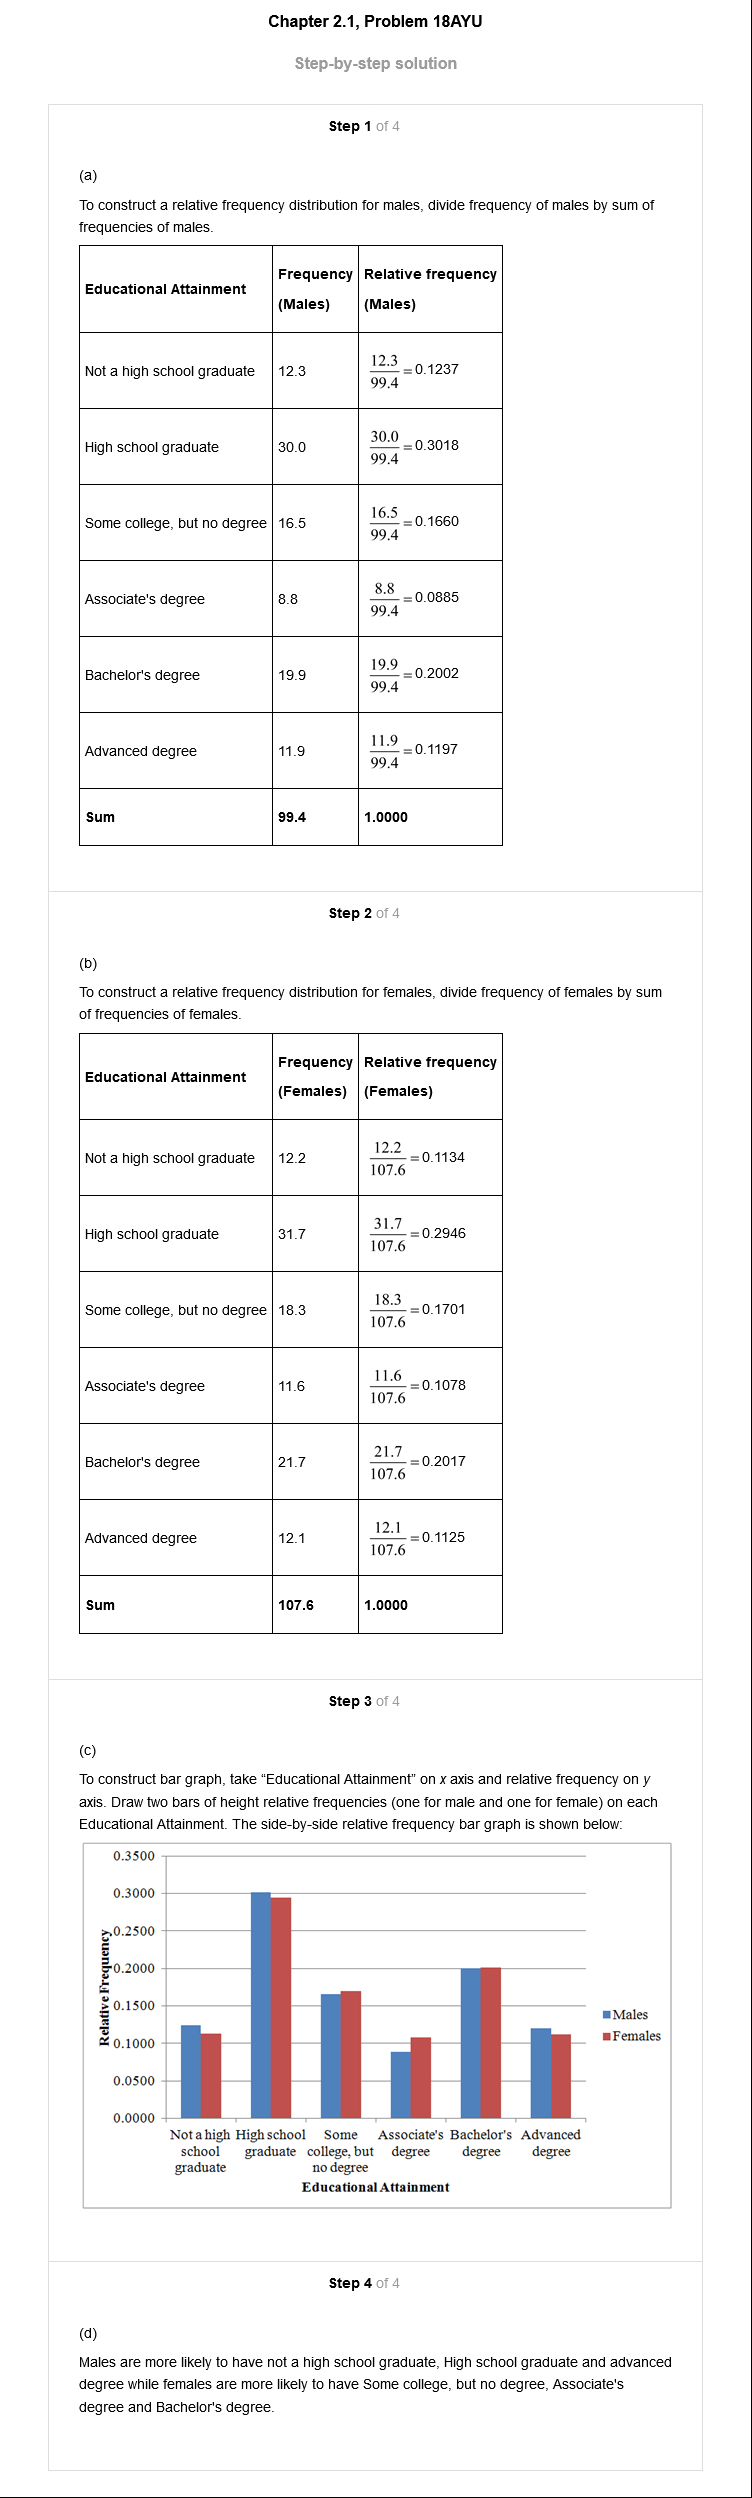 Chapter 2.1, Problem 18AYU
Step-by-step solution
Step 1 of 4
(a)
To construct a relative frequency distribution for males, divide frequency of males by sum of
frequencies of males.
Educational Attainment
Frequency
(Males)
Relative frequency
(Males)
Not a high school graduate 12.3 12.3/99.4 = 0.1237
High school graduate 30.0 30.0/99.4 = 0.3018
Some college, but no degree 16.5 16.5/99.4 = 0.1660
Associate's degree 8.8 8.8/99.4 = 0.0885
Bachelor's degree 19.9 19.9/99.4 = 0.2002
Advanced degree 11.9 11.9/99.4 = 0.1197
Sum 99.4 1.0000
Step 2 of 4
(b)
To construct a relative frequency distribution for females, divide frequency of females by sum
of frequencies of females.
Educational Attainment
Frequency
(Females)
Relative frequency
(Females)
Not a high school graduate 12.2 12.2/107.6 = 0.1134
High school graduate 31.7 31.7/107.6 = 0.2946
Some college, but no degree 18.3 18.3/107.6 = 0.1701
Associate's degree 11.6 11.6/107.6 = 0.1078
Bachelor's degree 21.7 21.7/107.6 = 0.2017
Advanced degree 12.1 12.1/107.6 = 0.1125
Sum 107.6 1.0000
Step 3 of 4
(c)
To construct bar graph, take “Educational Attainment” on x axis and relative frequency on y
axis. Draw two bars of height relative frequencies (one for male and one for female) on each
Educational Attainment. The side-by-side relative frequency bar graph is shown below:
0.3500
0.3000
0.2500
0.2000
0.1500
0.1000
0.0500
0.0000
Relative Frequency
Males
Females
Not a high school graduate
High school graduate
Some college, but no degree
Associate's degree
Bachelor's degree
Advanced degree
Educational Attainment
Step 4 of 4
(d)
Males are more likely to have not a high school graduate, High school graduate and advanced
degree while females are more likely to have Some college, but no degree, Associate's
degree and Bachelor's degree.